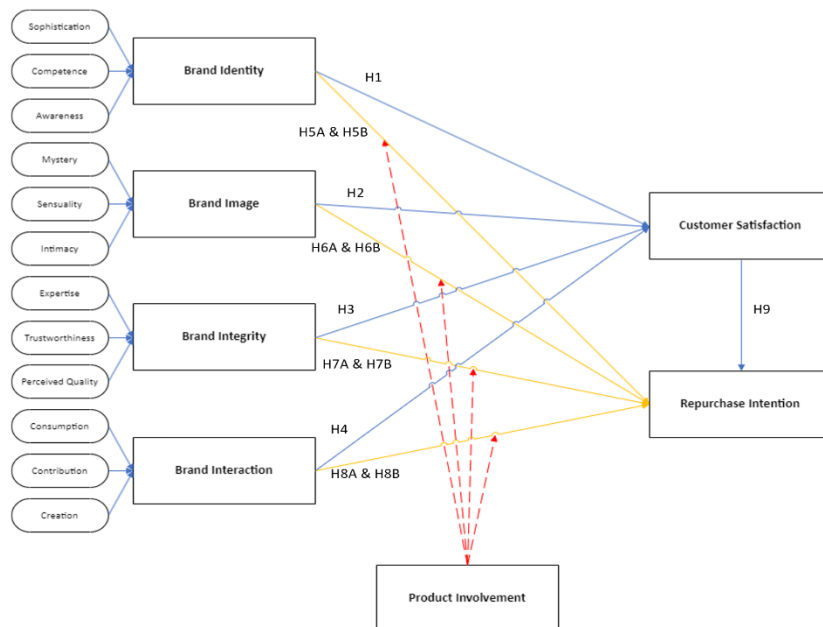 Sophistication
Competence
Awareness
Brand Identity
H1
H5A & H5B
Mystery
Sensuality
Intimacy
Brand Image
H2
H6A & H6B
Customer Satisfaction
Expertise
Trustworthiness
Perceived Quality
Brand Integrity
H3
H7A & H7B
H9
Repurchase Intention
Consumption
Contribution
Creation
Brand Interaction
H4
H8A & H8B
Product Involvement